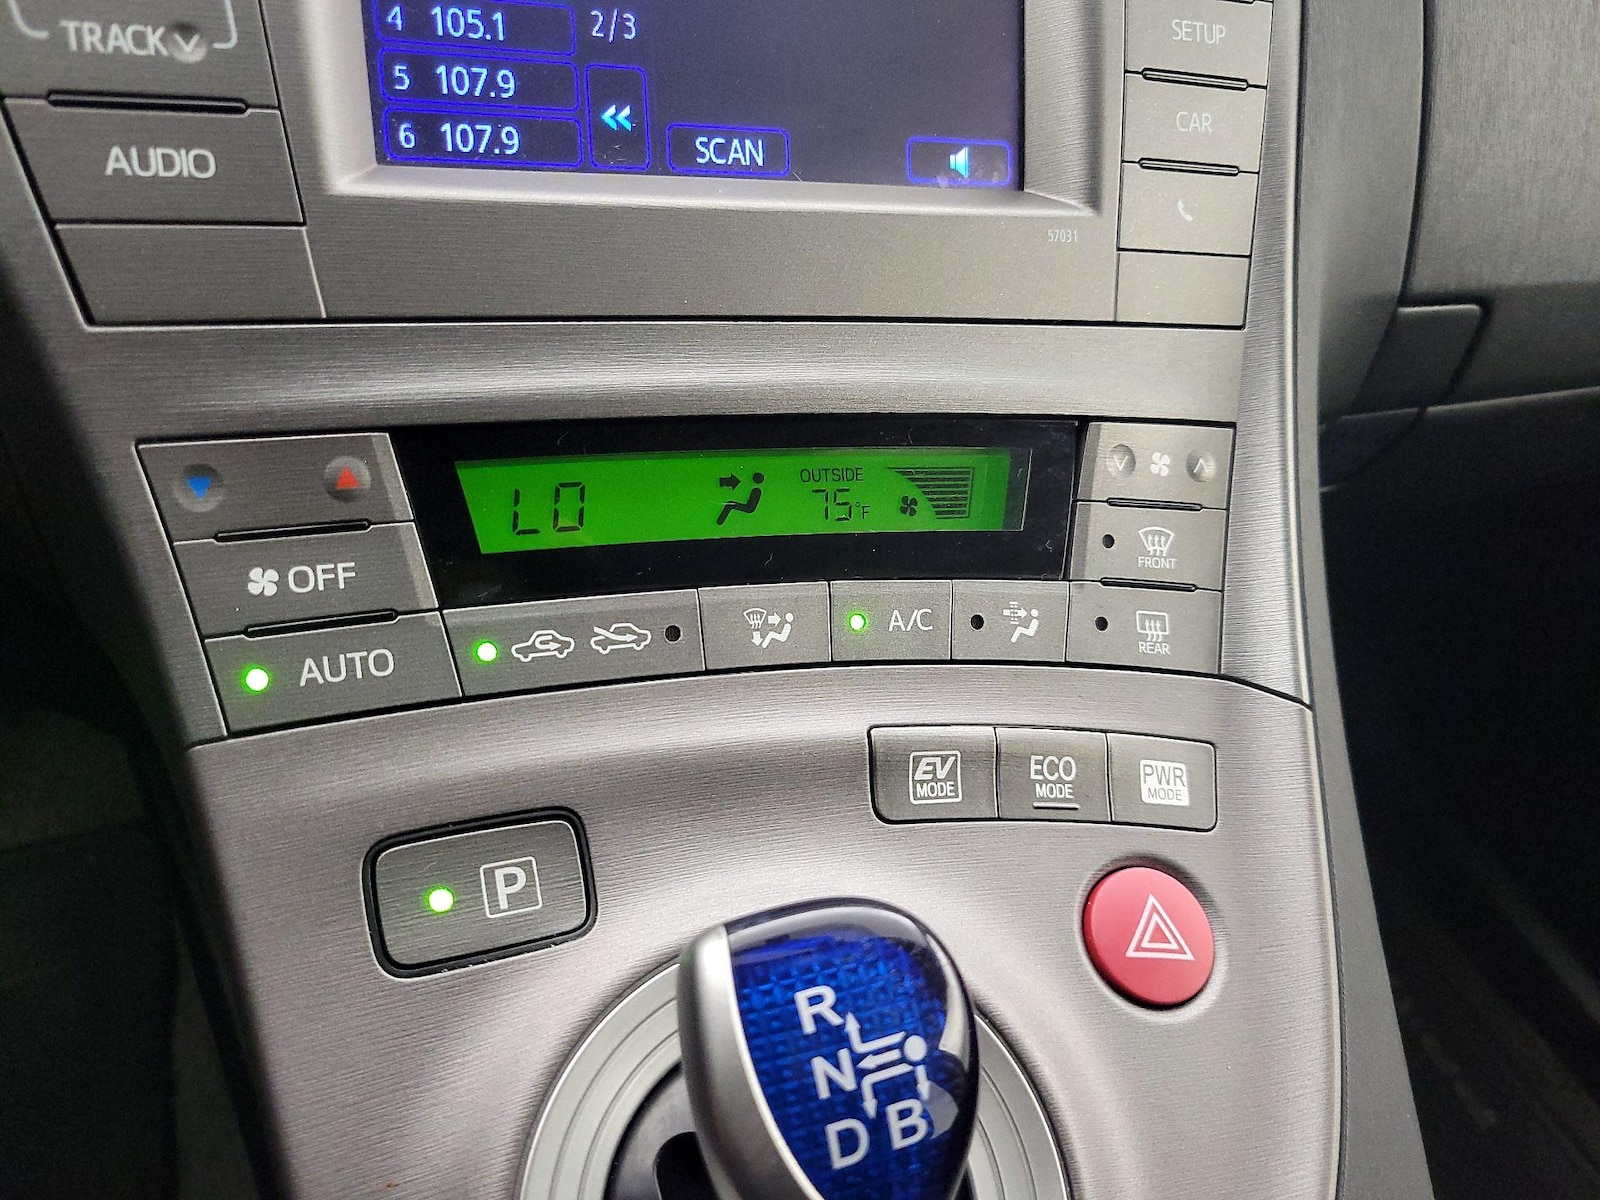 4 105.1
2/3
SETUP
TRACK
5 107.9
CAR
6 107.9
SCAN
AUDIO
57031
LO
OUTSIDE
75°F
OFF
FRONT
AUTO
A/C
REAR
EV
MODE
ECO
MODE
PWR
MODE
P
R
N
D B